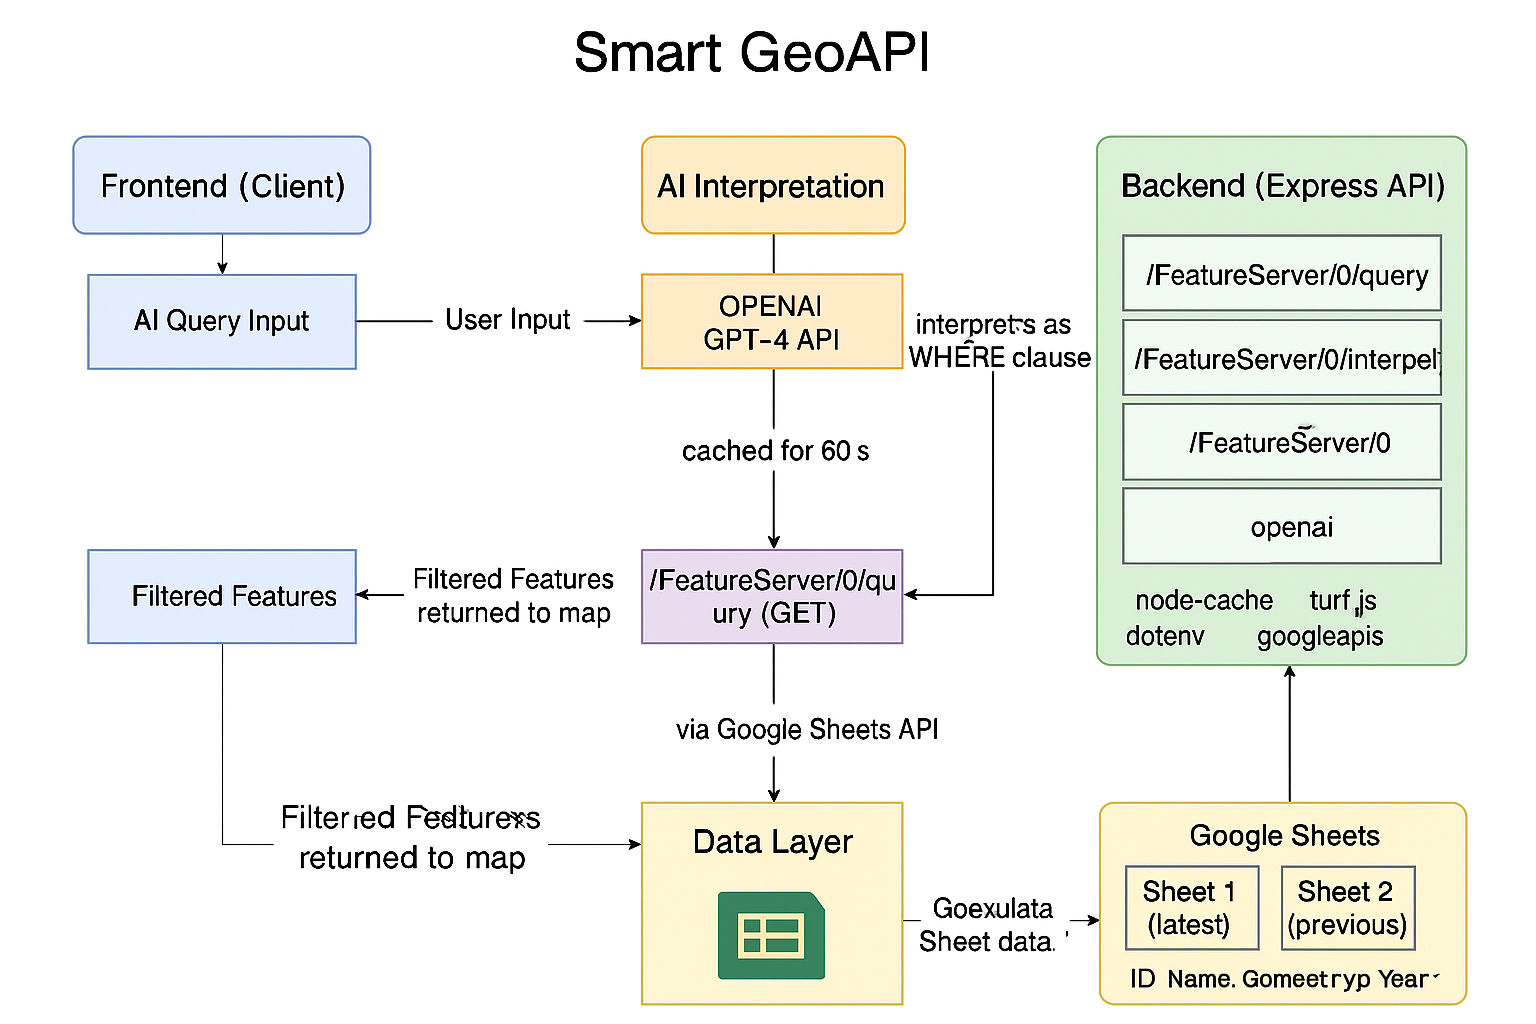 Smart GeoAPI
Frontend (Client)
AI Query Input
User Input
AI Interpretation
OPENAI
GPT-4 API
interprets as
WHERE clause
cached for 60 s
Filtered Features
Filtered Features
returned to map
/FeatureServer/0/qu
ury (GET)
via Google Sheets API
Filtered Fedturexs
returned to map
Data Layer
Goexulata
Sheet data.
Backend (Express API)
/FeatureServer/0/query
/FeatureServer/0/interpel
/FeatureServer/0
openai
node-cache turf.js
dotenv googleapis
Google Sheets
Sheet 1
(latest)
Sheet 2
(previous)
ID Name. Gomeetryp Year